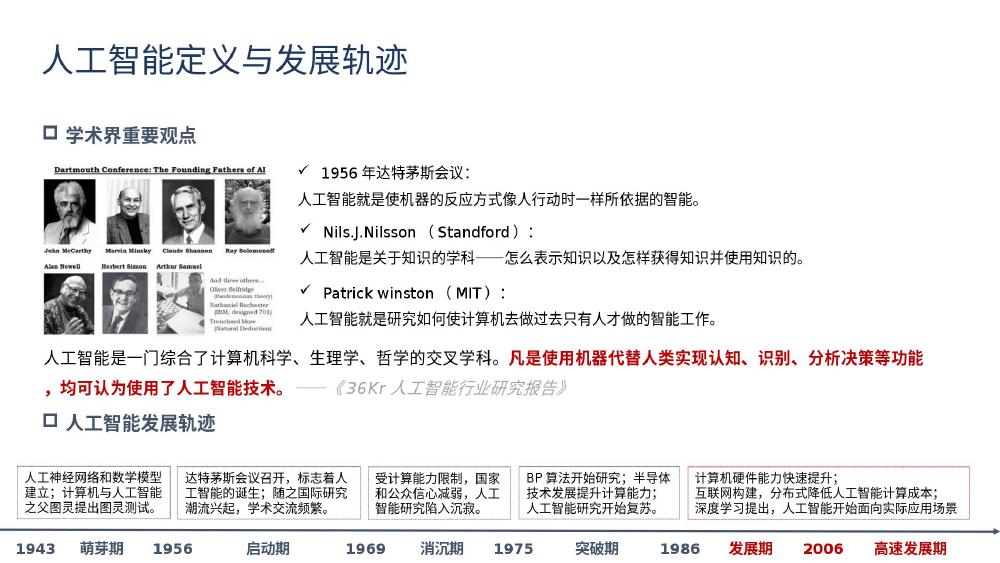 人工智能定义与发展轨迹
学术界重要观点
Dartmouth Conference: The Founding Fathers of AI
John McCarthy
Marvin Minsky
Claude Shannon
Ray Solomonoff
Alan Newell
Herbert Simon
Arthur Samuel
And three others...
Oliver Selfridge
(Pandemonium theory)
Nathaniel Rochester
(IBM, designed 701)
Trenchard More
(Natural Deduction)
✓ 1956 年达特茅斯会议：
人工智能就是使机器的反应方式像人行动时一样所依据的智能。
✓ Nils.J.Nilsson （ Standford ）：
人工智能是关于知识的学科——怎么表示知识以及怎样获得知识并使用知识的。
✓ Patrick winston （ MIT ）：
人工智能就是研究如何使计算机去做过去只有人才做的智能工作。
人工智能是一门综合了计算机科学、生理学、哲学的交叉学科。凡是使用机器代替人类实现认知、识别、分析决策等功能
，均可认为使用了人工智能技术。——《36Kr 人工智能行业研究报告》
人工智能发展轨迹
人工神经网络和数学模型
建立；计算机与人工智能
之父图灵提出图灵测试。
达特茅斯会议召开，标志着人
工智能的诞生；随之国际研究
潮流兴起，学术交流频繁。
受计算能力限制，国家
和公众信心减弱，人工
智能研究陷入沉寂。
BP 算法开始研究；半导体
技术发展提升计算能力；
人工智能研究开始复苏。
计算机硬件能力快速提升；
互联网构建，分布式降低人工智能计算成本；
深度学习提出，人工智能开始面向实际应用场景
1943 萌芽期 1956 启动期 1969 消沉期 1975 突破期 1986 发展期 2006 高速发展期